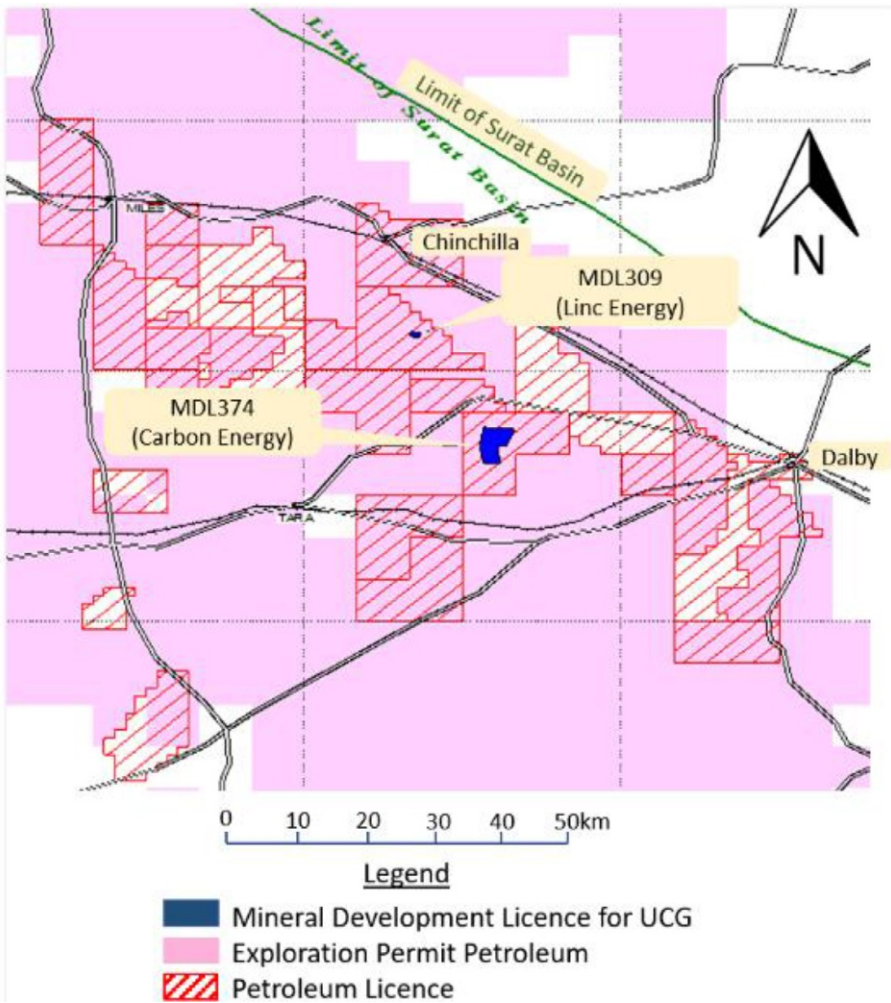 Limit of Surat Basin
Limit of Surat Basin
MILES
Chinchilla
MDL309
(Linc Energy)
N
MDL374
(Carbon Energy)
Dalby
TARA
0 10 20 30 40 50km
Legend
Mineral Development Licence for UCG
Exploration Permit Petroleum
Petroleum Licence